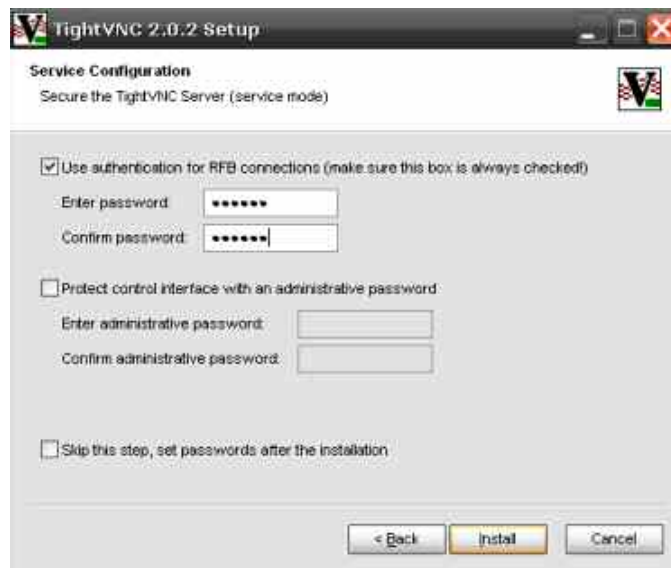 TightVNC 2.0.2 Setup
Service Configuration
Secure the TightVNC Server (service mode)
Use authentication for RFB connections (make sure this box is always checked!)
Enter password:
Confirm password:
Protect control interface with an administrative password
Enter administrative password:
Confirm administrative password:
Skip this step, set passwords after the installation
< Back Install Cancel